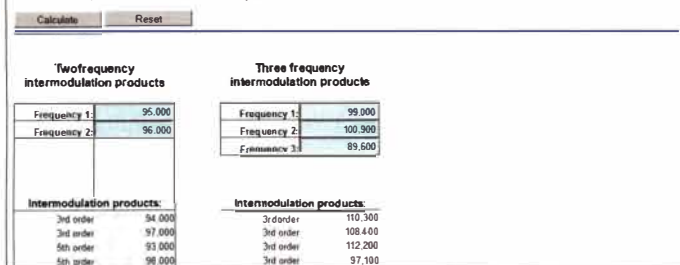 Calculate Reset
Twofrequency
intermodulation products
Frequency 1: 95.000
Frequency 2: 96.000
Intermodulation products:
3rd order 94.000
3rd order 97.000
5th order 93.000
5th order 98.000
Three frequency
intermodulation products
Frequency 1: 99.000
Frequency 2: 100.900
Frequency 3: 89,600
Intermodulation products:
3rdorder 110,300
3rd order 108.400
3rd order 112,200
3rd order 97,100